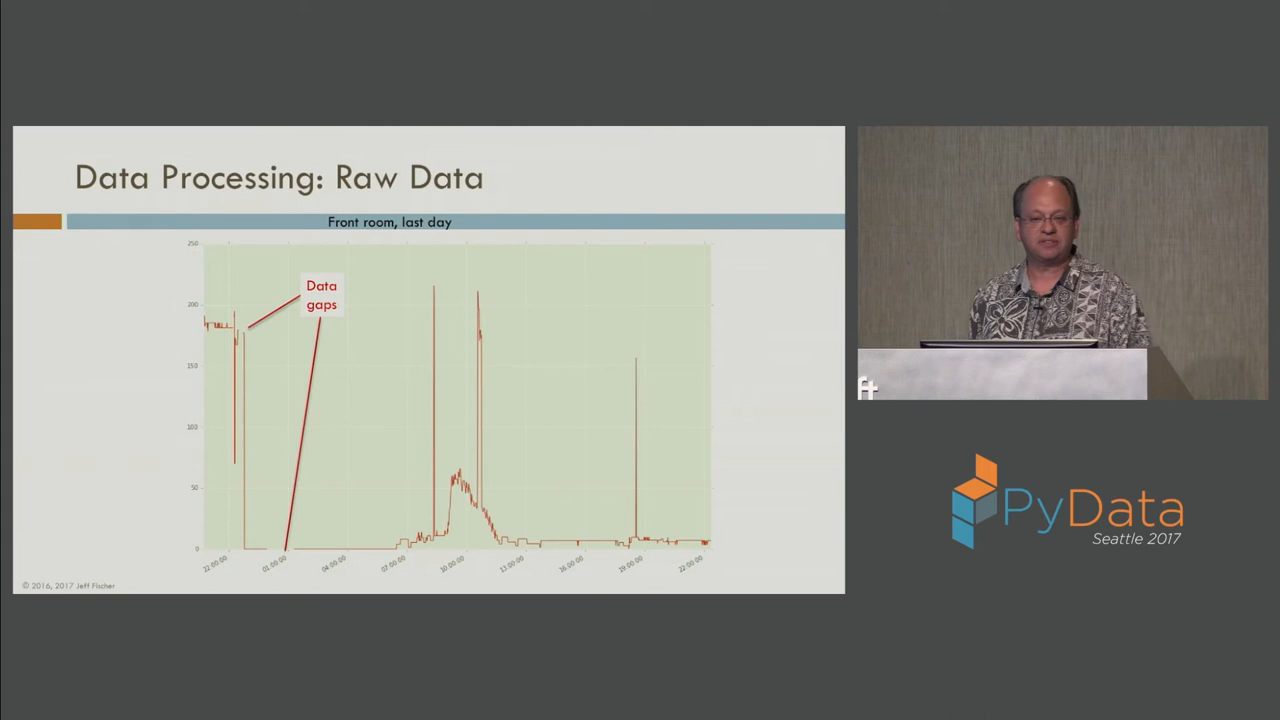 Data Processing: Raw Data
Front room, last day
250
200
150
100
50
0
Data
gaps
22:00:00
01:00:00
04:00:00
07:00:00
10:00:00
13:00:00
16:00:00
19:00:00
22:00:00
© 2016, 2017 Jeff Fischer
ft
PyData
Seattle 2017